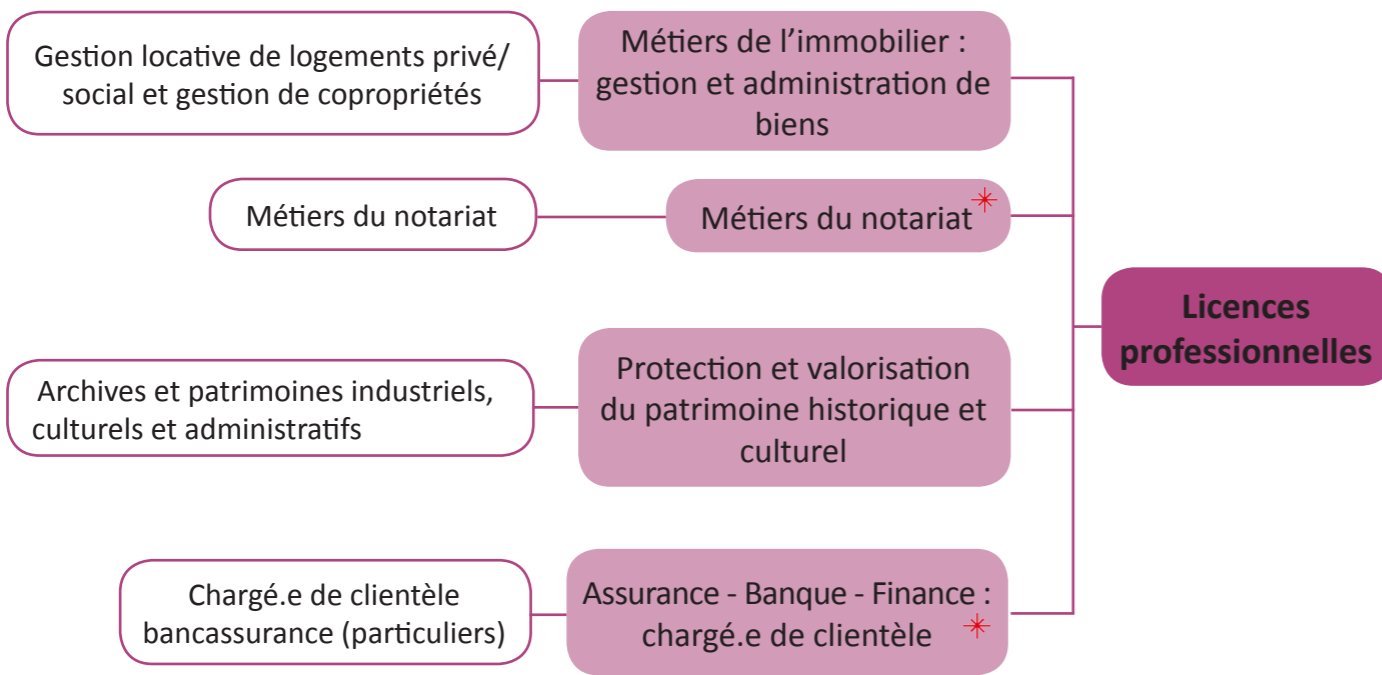 Gestion locative de logements privé/
social et gestion de copropriétés
Métiers de l’immobilier :
gestion et administration de
biens
Métiers du notariat
Métiers du notariat
Licences
professionnelles
Archives et patrimoines industriels,
culturels et administratifs
Protection et valorisation
du patrimoine historique et
culturel
Chargé.e de clientèle
bancassurance (particuliers)
Assurance - Banque - Finance :
chargé.e de clientèle